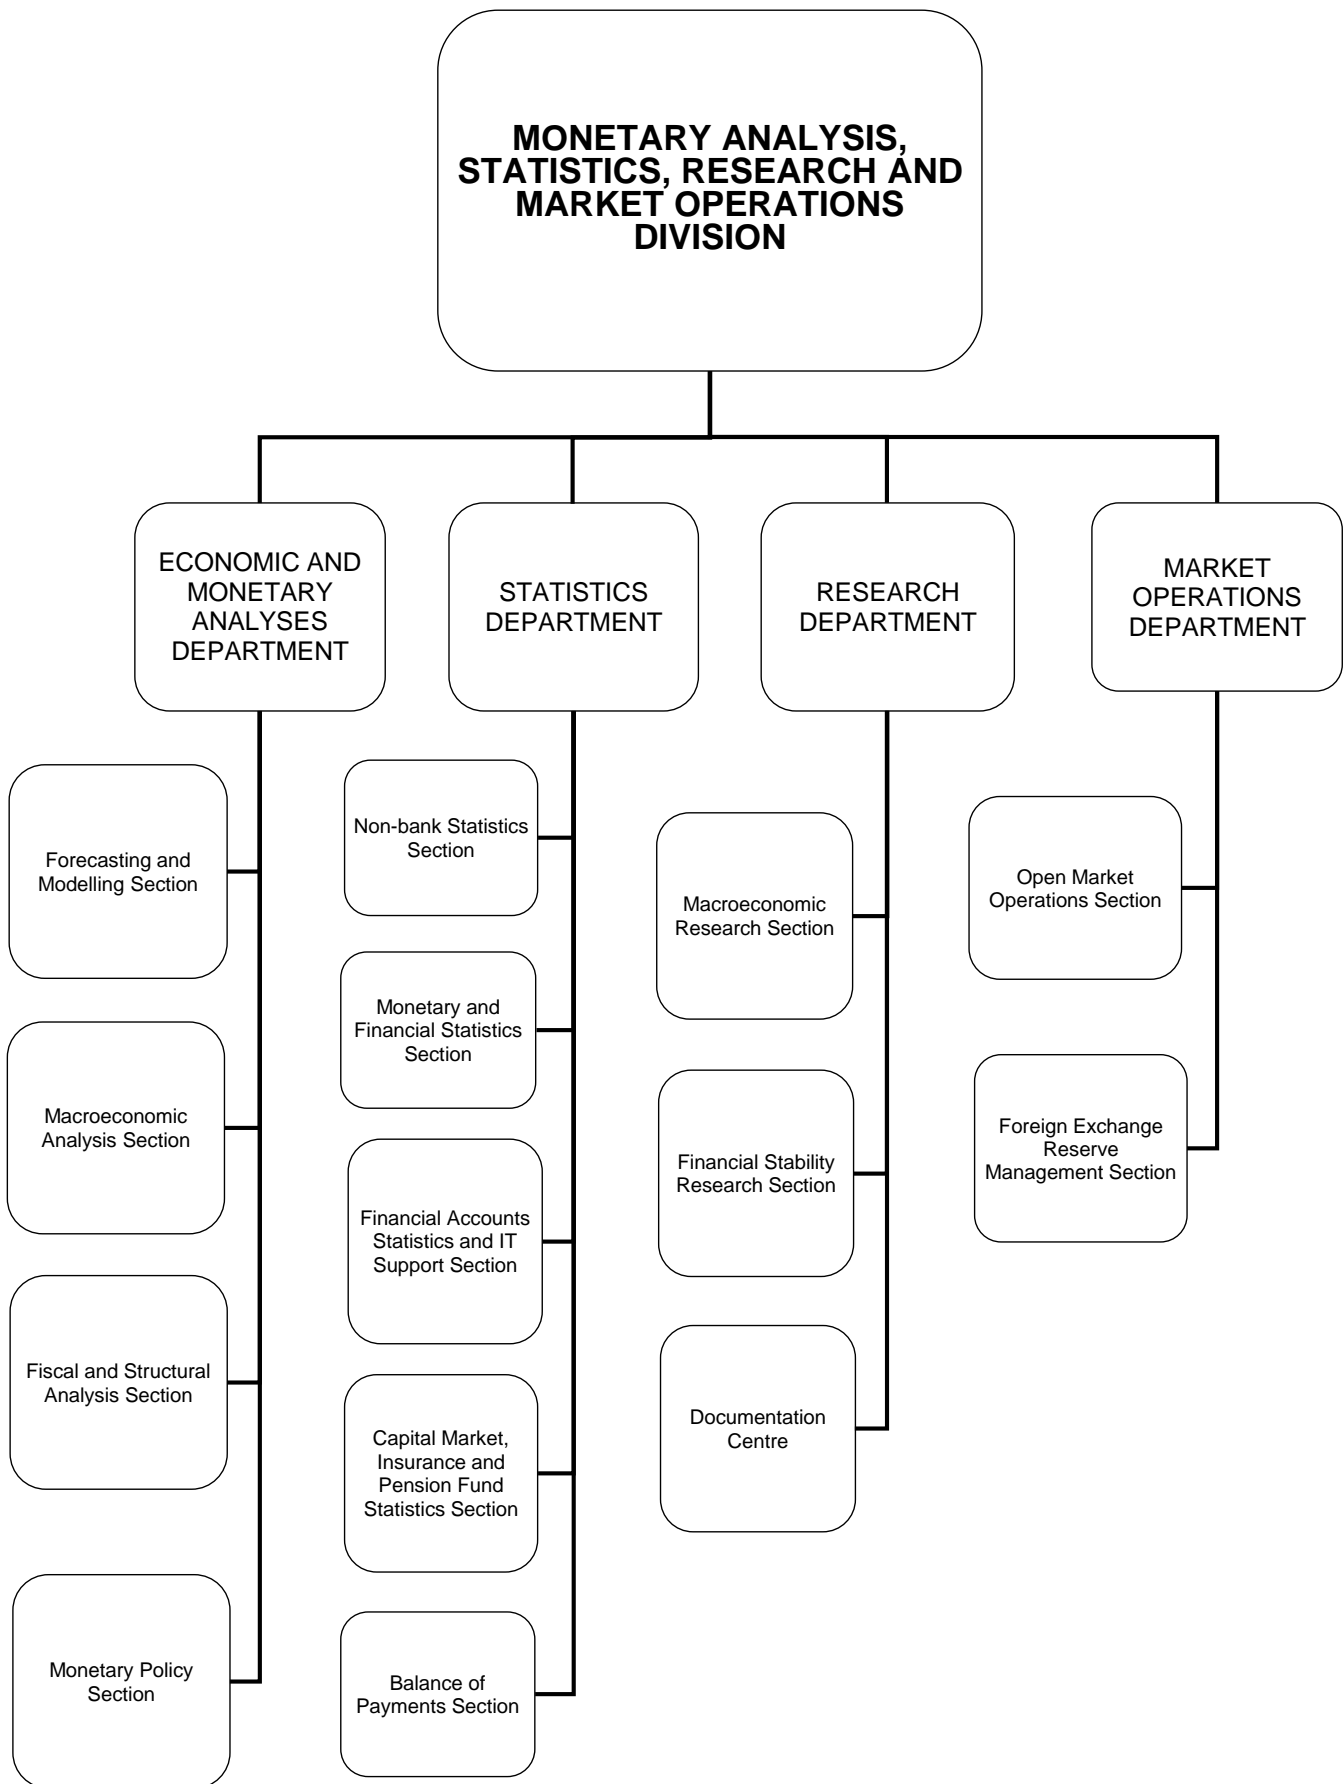 MONETARY ANALYSIS,
STATISTICS, RESEARCH AND
MARKET OPERATIONS
DIVISION
ECONOMIC AND
MONETARY
ANALYSES
DEPARTMENT
STATISTICS
DEPARTMENT
RESEARCH
DEPARTMENT
MARKET
OPERATIONS
DEPARTMENT
Forecasting and
Modelling Section
Macroeconomic
Analysis Section
Fiscal and Structural
Analysis Section
Monetary Policy
Section
Non-bank Statistics
Section
Monetary and
Financial Statistics
Section
Financial Accounts
Statistics and IT
Support Section
Capital Market,
Insurance and
Pension Fund
Statistics Section
Balance of
Payments Section
Macroeconomic
Research Section
Financial Stability
Research Section
Documentation
Centre
Open Market
Operations Section
Foreign Exchange
Reserve
Management Section